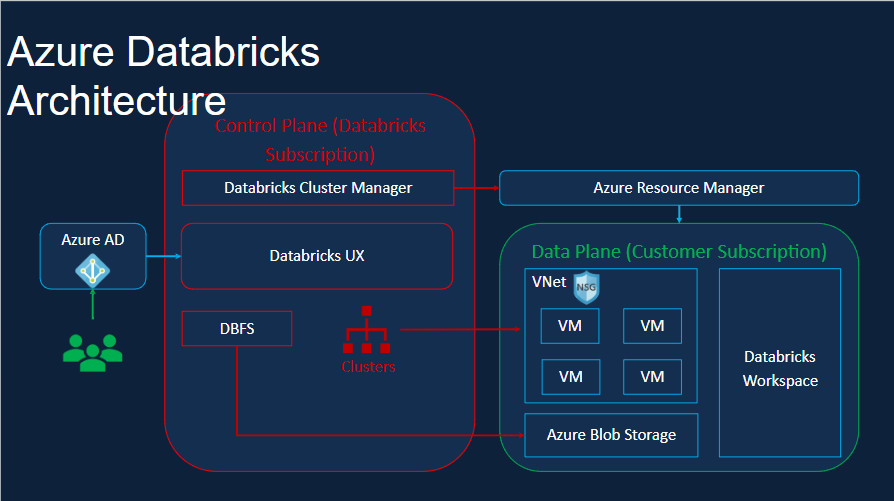 Azure Databricks
Architecture
Control Plane (Databricks
Subscription)
Databricks Cluster Manager
Azure Resource Manager
Azure AD
Databricks UX
Data Plane (Customer Subscription)
VNet
NSG
DBFS
VM
VM
Clusters
VM
VM
Databricks
Workspace
Azure Blob Storage